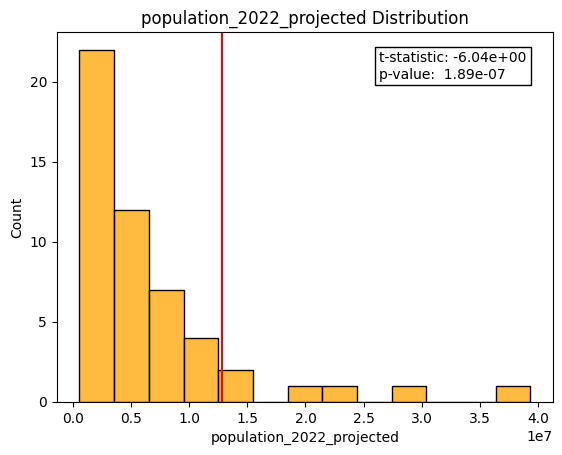 population_2022_projected Distribution
t-statistic: -6.04e+00
p-value:  1.89e-07
Count
20
15
10
5
0
0.0 0.5 1.0 1.5 2.0 2.5 3.0 3.5 4.0
1e7
population_2022_projected